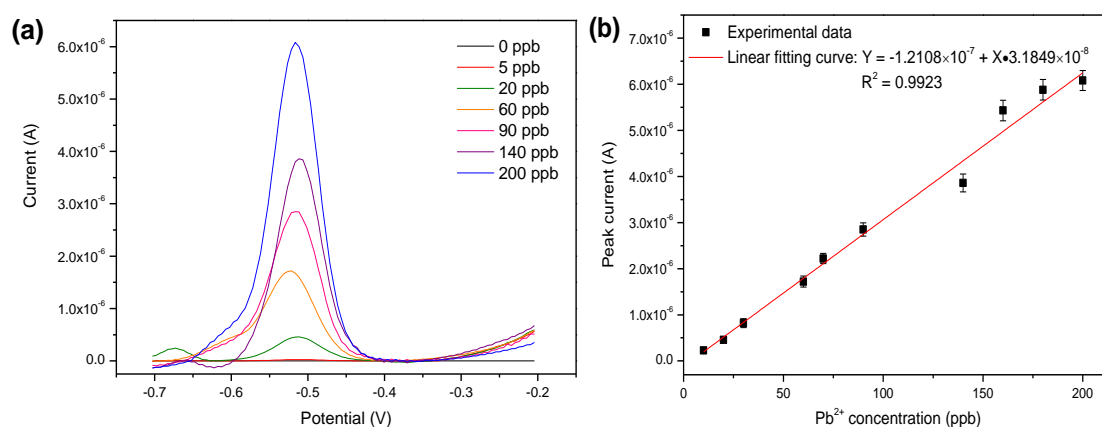 (a)
6.0x10⁻⁶
5.0x10⁻⁶
4.0x10⁻⁶
3.0x10⁻⁶
2.0x10⁻⁶
1.0x10⁻⁶
0.0
Current (A)
0 ppb
5 ppb
20 ppb
60 ppb
90 ppb
140 ppb
200 ppb
-0.7 -0.6 -0.5 -0.4 -0.3 -0.2
Potential (V)
(b)
7.0x10⁻⁶
6.0x10⁻⁶
5.0x10⁻⁶
4.0x10⁻⁶
3.0x10⁻⁶
2.0x10⁻⁶
1.0x10⁻⁶
0.0
Peak current (A)
Experimental data
Linear fitting curve: Y = -1.2108×10⁻⁷ + X•3.1849×10⁻⁸
R² = 0.9923
0 50 100 150 200
Pb²⁺ concentration (ppb)